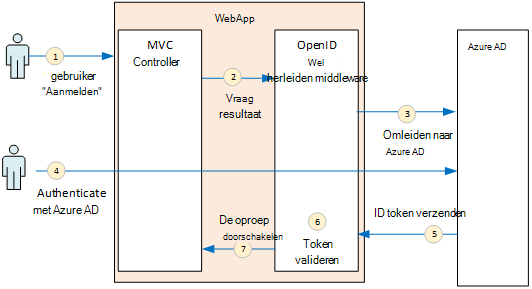 WebApp
MVC
Controller
OpenID
Wel
herleiden middleware
Azure AD
1
gebruiker
"Aanmelden"
2
Vraag
resultaat
3
Omleiden naar
Azure AD
4
Authenticate
met Azure AD
ID token verzenden
5
6
Token
valideren
De oproep
doorschakelen
7